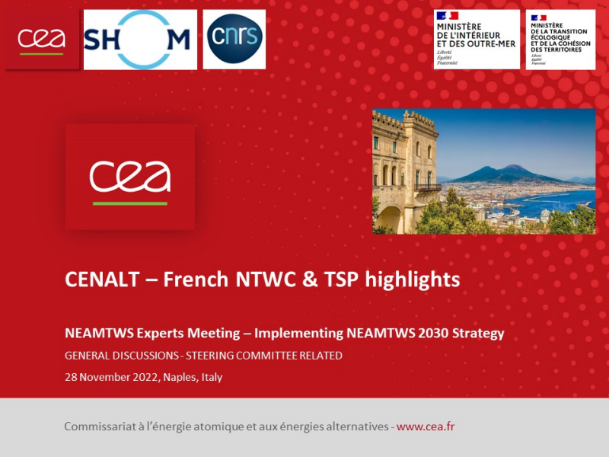 cea
SHOM
cnrs
MINISTÈRE
DE L'INTÉRIEUR
ET DES OUTRE-MER
Liberté
Égalité
Fraternité
MINISTÈRE
DE LA TRANSITION
ÉCOLOGIQUE
ET DE LA COHÉSION
DES TERRITOIRES
Liberté
Égalité
Fraternité
cea
CENALT – French NTWC & TSP highlights
NEAMTWS Experts Meeting – Implementing NEAMTWS 2030 Strategy
GENERAL DISCUSSIONS - STEERING COMMITTEE RELATED
28 November 2022, Naples, Italy
Commissariat à l'énergie atomique et aux énergies alternatives - www.cea.fr